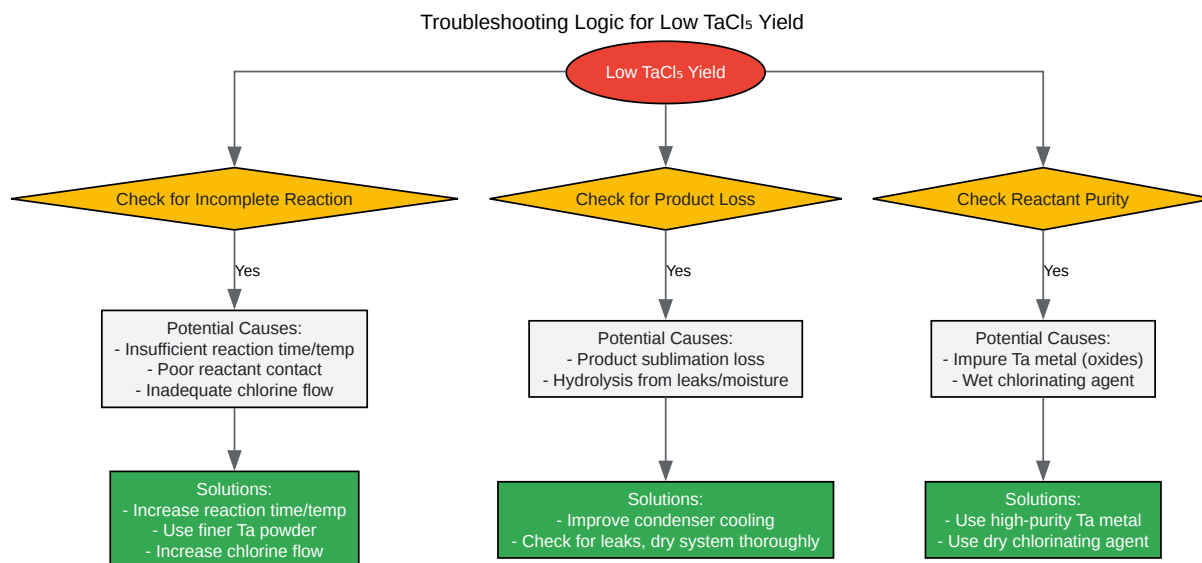 Troubleshooting Logic for Low TaCl₅ Yield
Low TaCl₅ Yield
Check for Incomplete Reaction
Check for Product Loss
Check Reactant Purity
Yes
Yes
Yes
Potential Causes:
- Insufficient reaction time/temp
- Poor reactant contact
- Inadequate chlorine flow
Potential Causes:
- Product sublimation loss
- Hydrolysis from leaks/moisture
Potential Causes:
- Impure Ta metal (oxides)
- Wet chlorinating agent
Solutions:
- Increase reaction time/temp
- Use finer Ta powder
- Increase chlorine flow
Solutions:
- Improve condenser cooling
- Check for leaks, dry system thoroughly
Solutions:
- Use high-purity Ta metal
- Use dry chlorinating agent